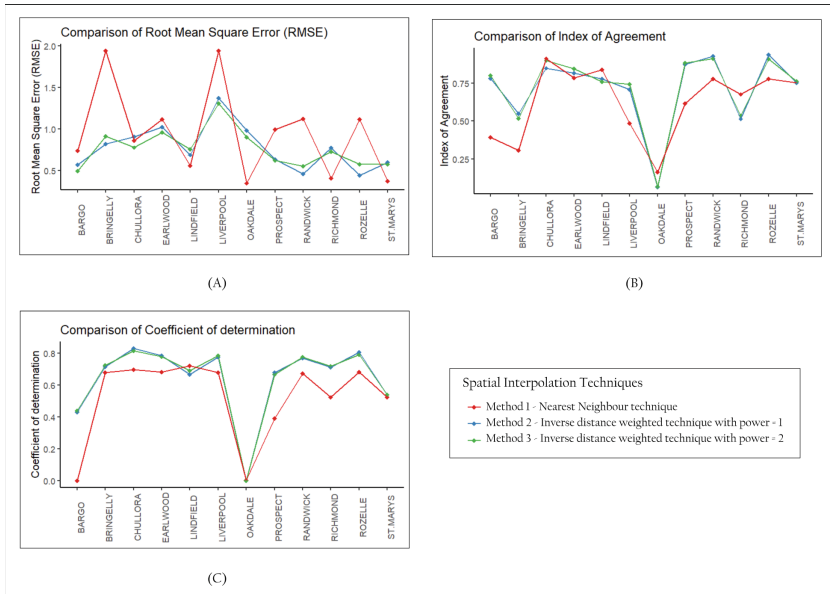 Comparison of Root Mean Square Error (RMSE)
Root Mean Square Error (RMSE)
2.0
1.5
1.0
0.5
BARGO
BRINGELLY
CHULLORA
EARLWOOD
LINDFIELD
LIVERPOOL
OAKDALE
PROSPECT
RANDWICK
RICHMOND
ROZELLE
ST.MARYS
(A)
Comparison of Index of Agreement
Index of Agreement
0.75
0.50
0.25
BARGO
BRINGELLY
CHULLORA
EARLWOOD
LINDFIELD
LIVERPOOL
OAKDALE
PROSPECT
RANDWICK
RICHMOND
ROZELLE
ST.MARYS
(B)
Comparison of Coefficient of determination
Coefficient of determination
0.8
0.6
0.4
0.2
0.0
BARGO
BRINGELLY
CHULLORA
EARLWOOD
LINDFIELD
LIVERPOOL
OAKDALE
PROSPECT
RANDWICK
RICHMOND
ROZELLE
ST.MARYS
(C)
Spatial Interpolation Techniques
Method 1 - Nearest Neighbour technique
Method 2 - Inverse distance weighted technique with power = 1
Method 3 - Inverse distance weighted technique with power = 2